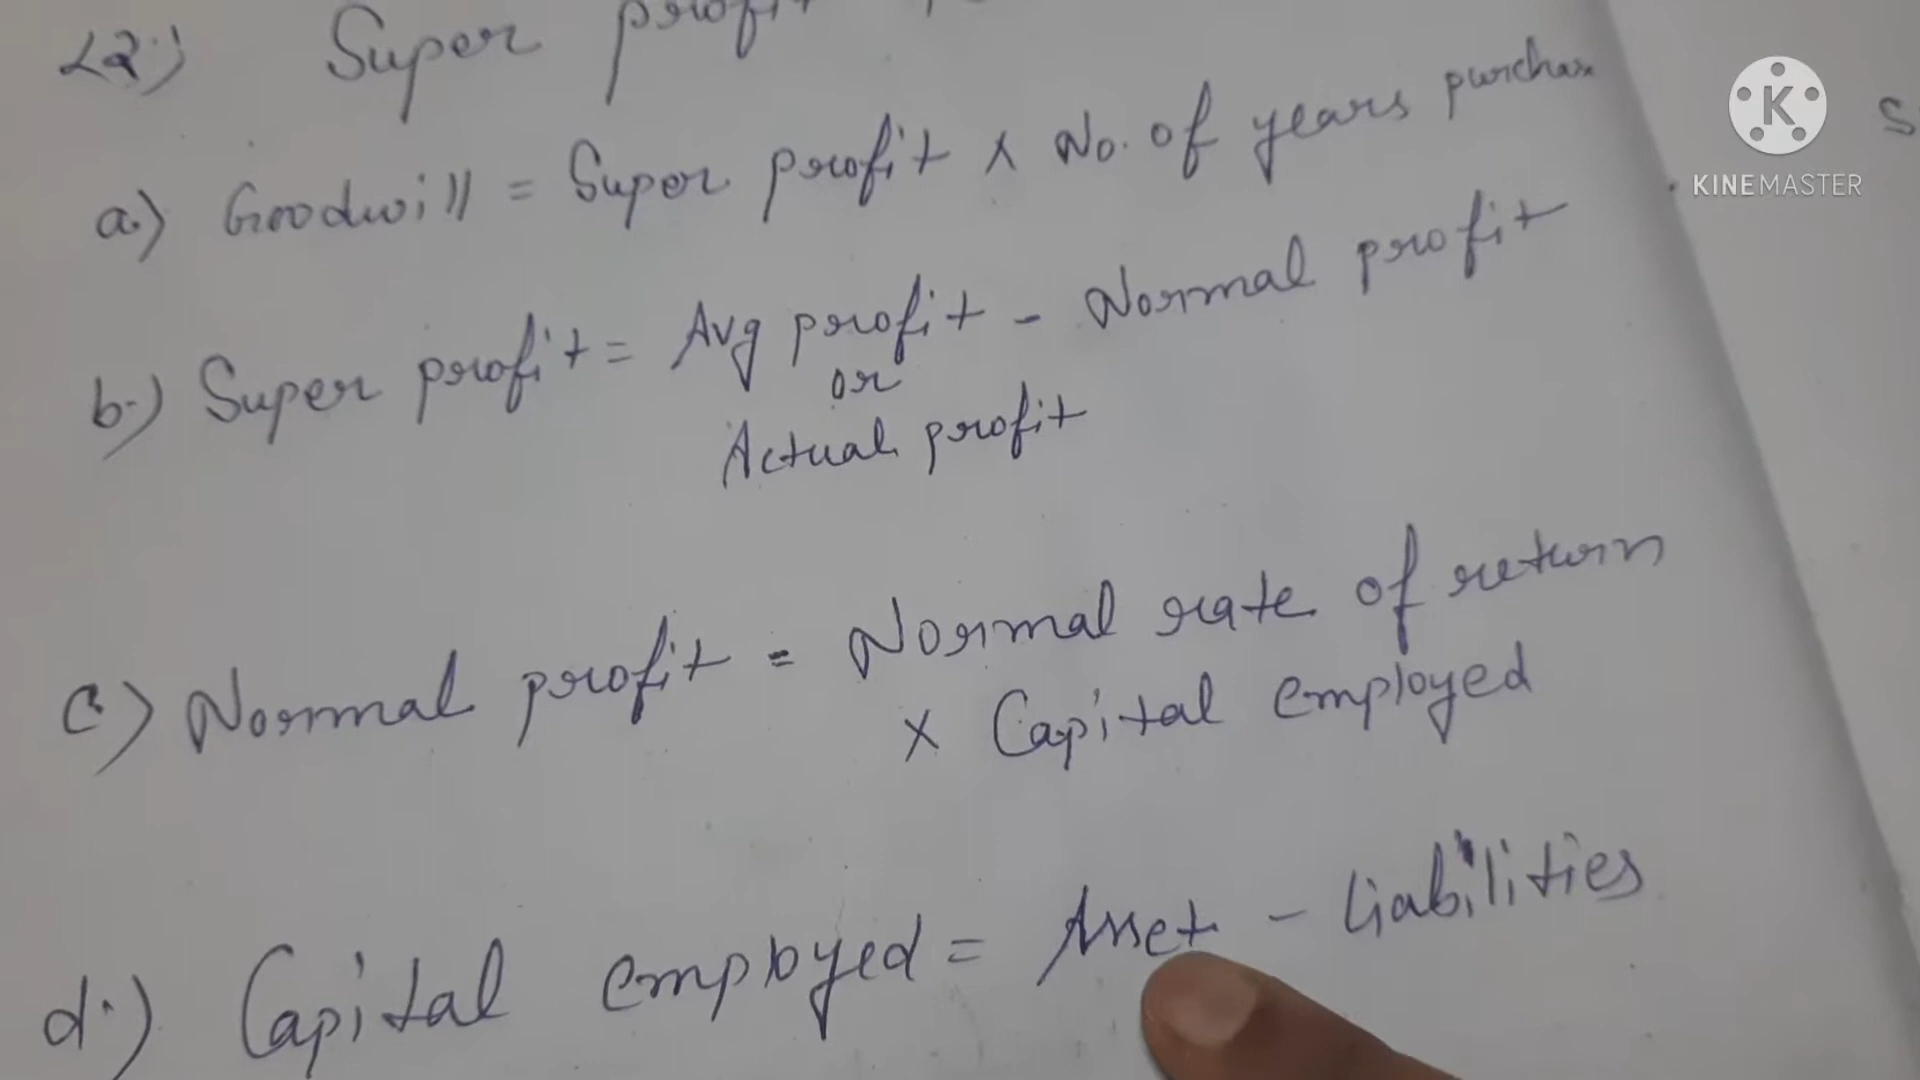 <2> Super profit
a.) Goodwill = Super profit x No. of years purchase
b.) Super profit = Avg profit - Normal profit
or
Actual profit
c.) Normal profit = Normal rate of return
x Capital employed
d.) Capital employed = Asset - Liabilities
K
KINEMASTER
S